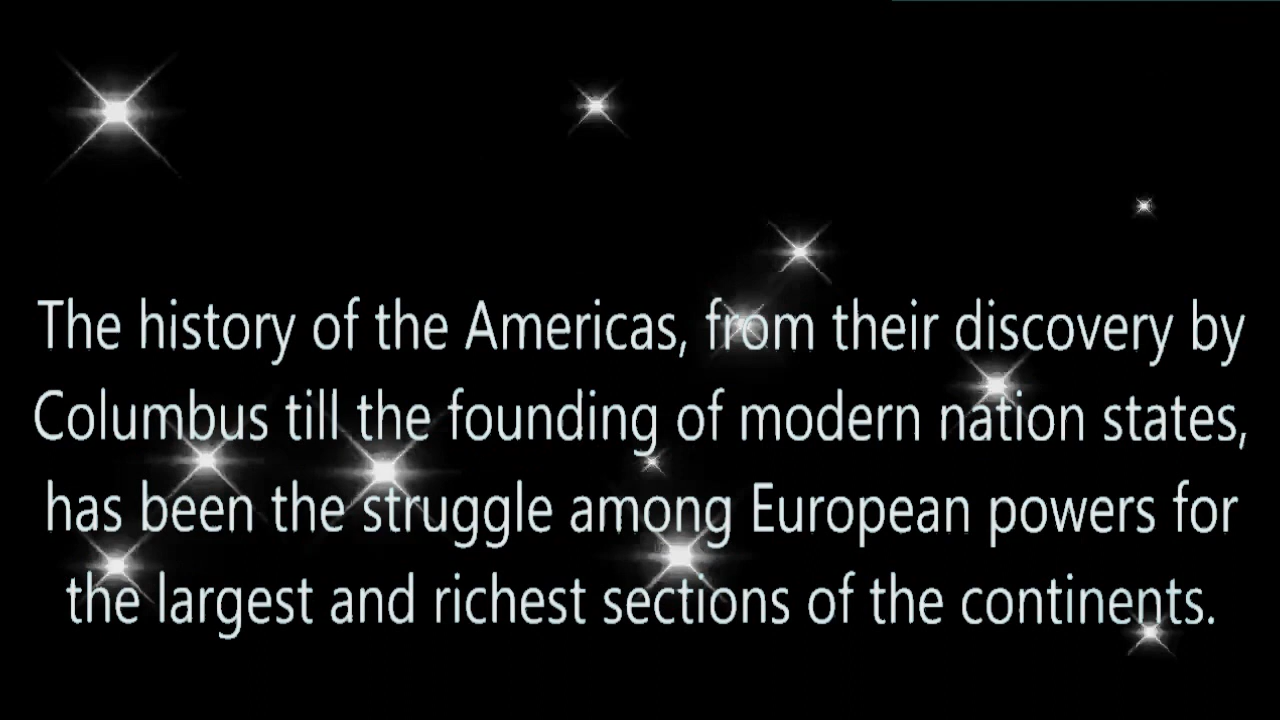 The history of the Americas, from their discovery by
Columbus till the founding of modern nation states,
has been the struggle among European powers for
the largest and richest sections of the continents.